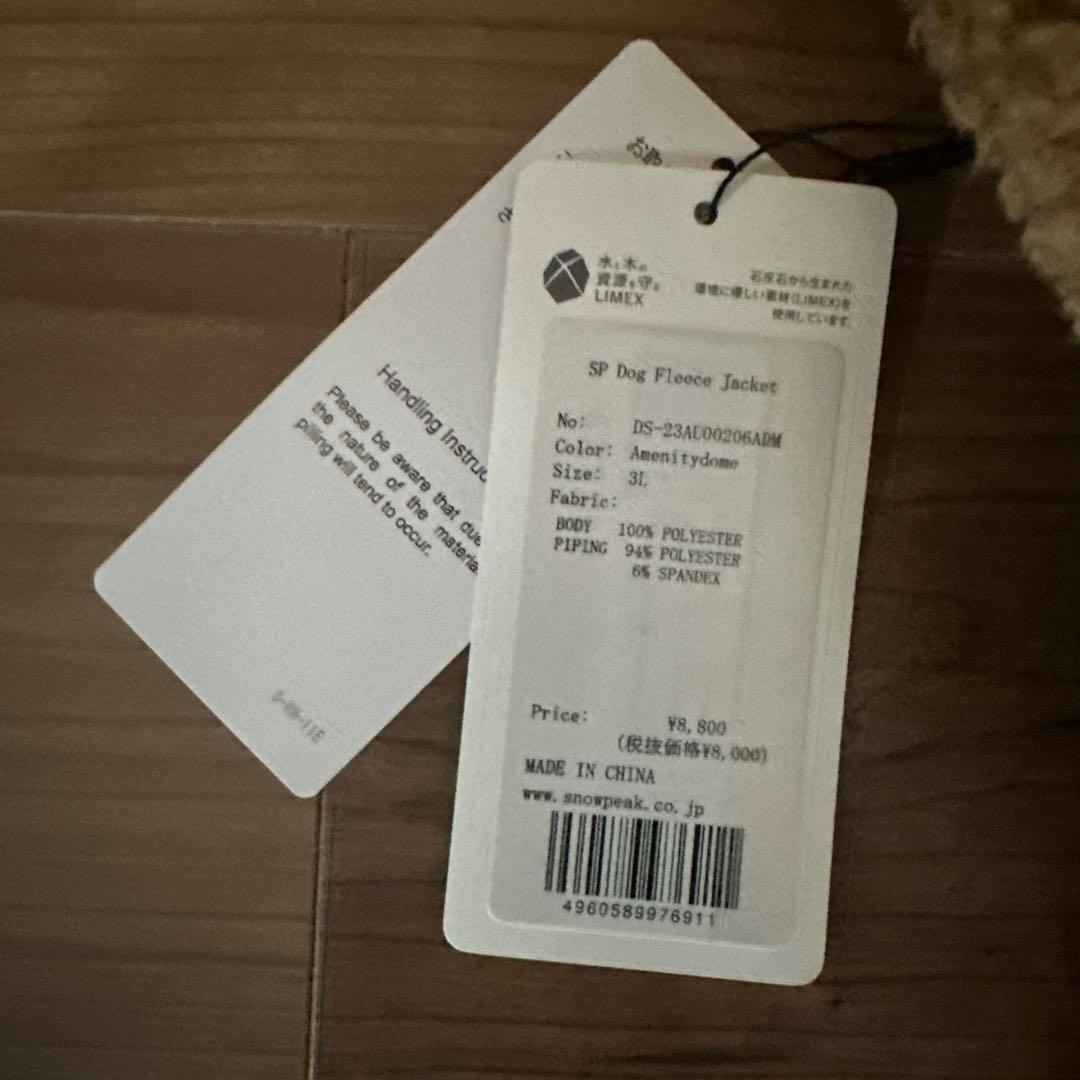 水と木の
資源を守る
LIMEX
石灰石から生まれた
環境に優しい素材(LIMEX)を
使用しています。
SP Dog Fleece Jacket
No: DS-23AU00206ADM
Color: Amenitydome
Size: 3L
Fabric:
BODY 100% POLYESTER
PIPING 94% POLYESTER
6% SPANDEX
Price: ¥8,800
(税抜価格¥8,000)
MADE IN CHINA
www.snowpeak.co.jp
4960589976911
お取
Handling Instruc
Please be aware that due
the nature of the materia
pilling will tend to occur.